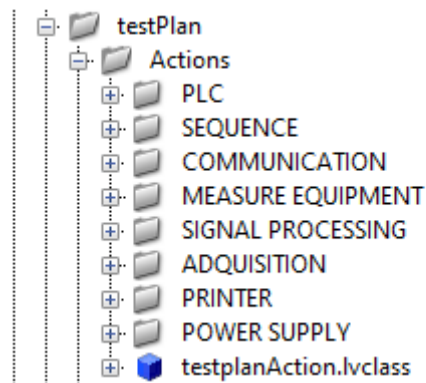 testPlan
Actions
PLC
SEQUENCE
COMMUNICATION
MEASURE EQUIPMENT
SIGNAL PROCESSING
ADQUISITION
PRINTER
POWER SUPPLY
testplanAction.lvclass